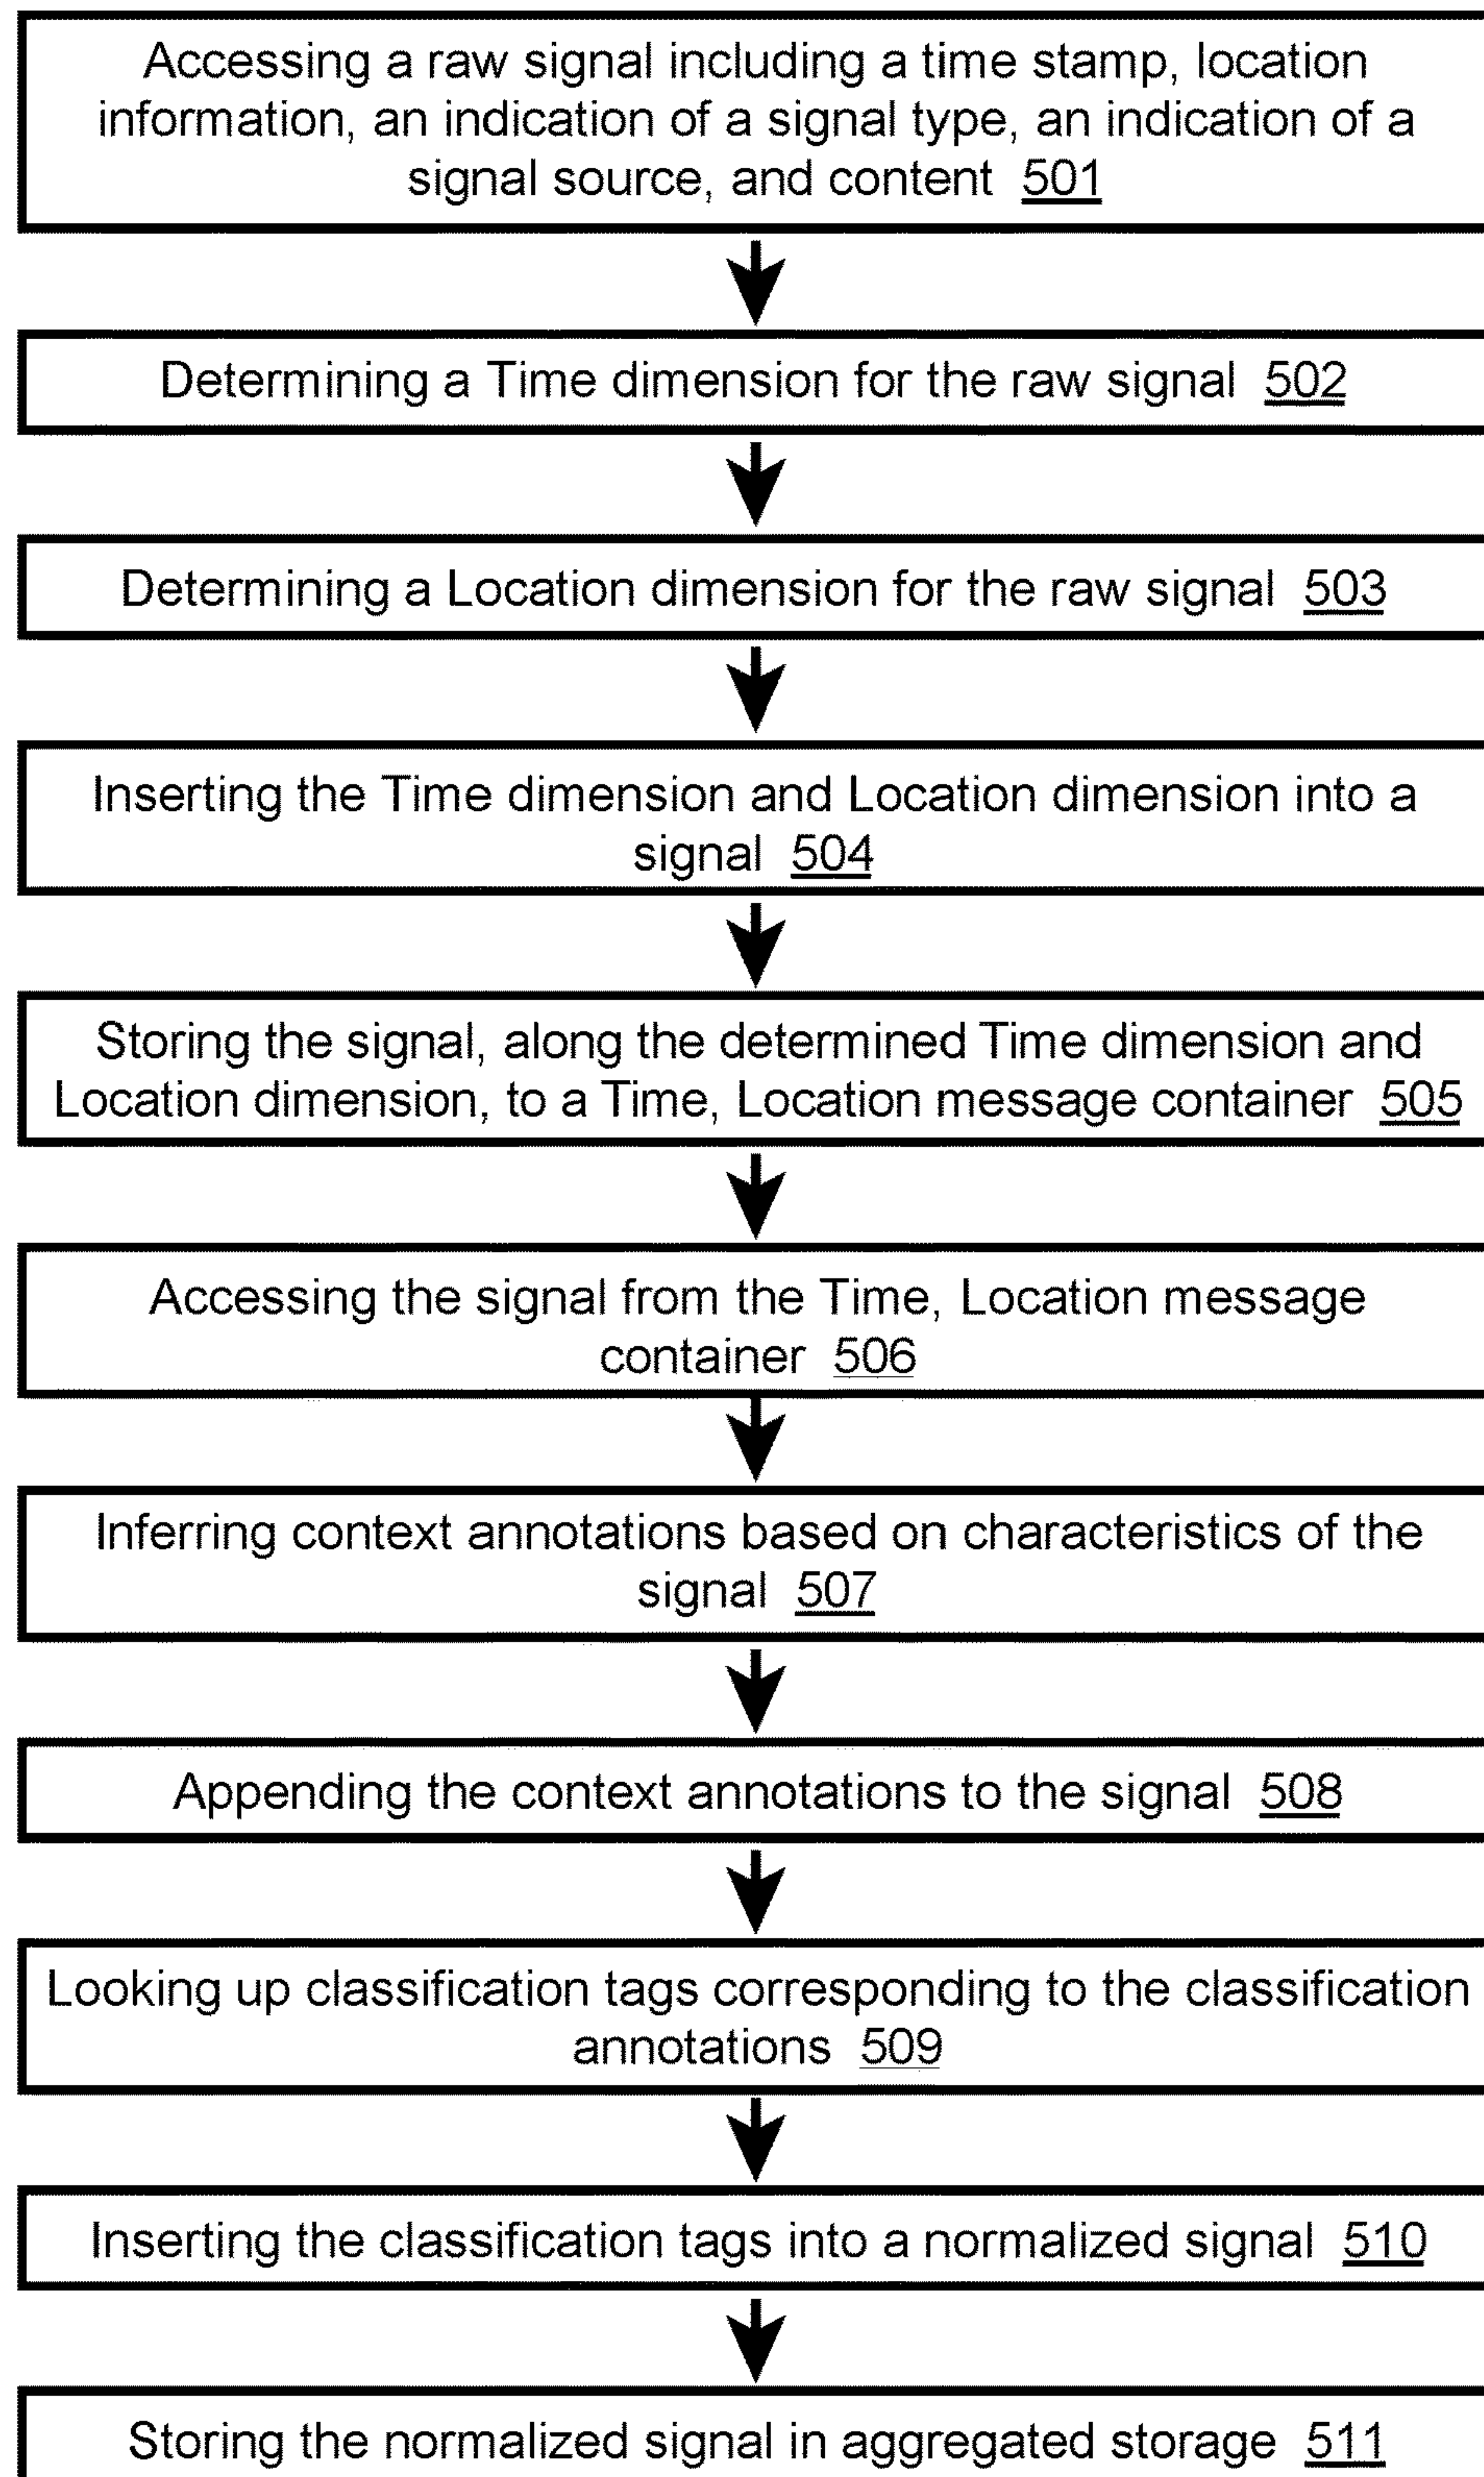 Accessing a raw signal including a time stamp, location
information, an indication of a signal type, an indication of a
signal source, and content 501
Determining a Time dimension for the raw signal 502
Determining a Location dimension for the raw signal 503
Inserting the Time dimension and Location dimension into a
signal 504
Storing the signal, along the determined Time dimension and
Location dimension, to a Time, Location message container 505
Accessing the signal from the Time, Location message
container 506
Inferring context annotations based on characteristics of the
signal 507
Appending the context annotations to the signal 508
Looking up classification tags corresponding to the classification
annotations 509
Inserting the classification tags into a normalized signal 510
Storing the normalized signal in aggregated storage 511